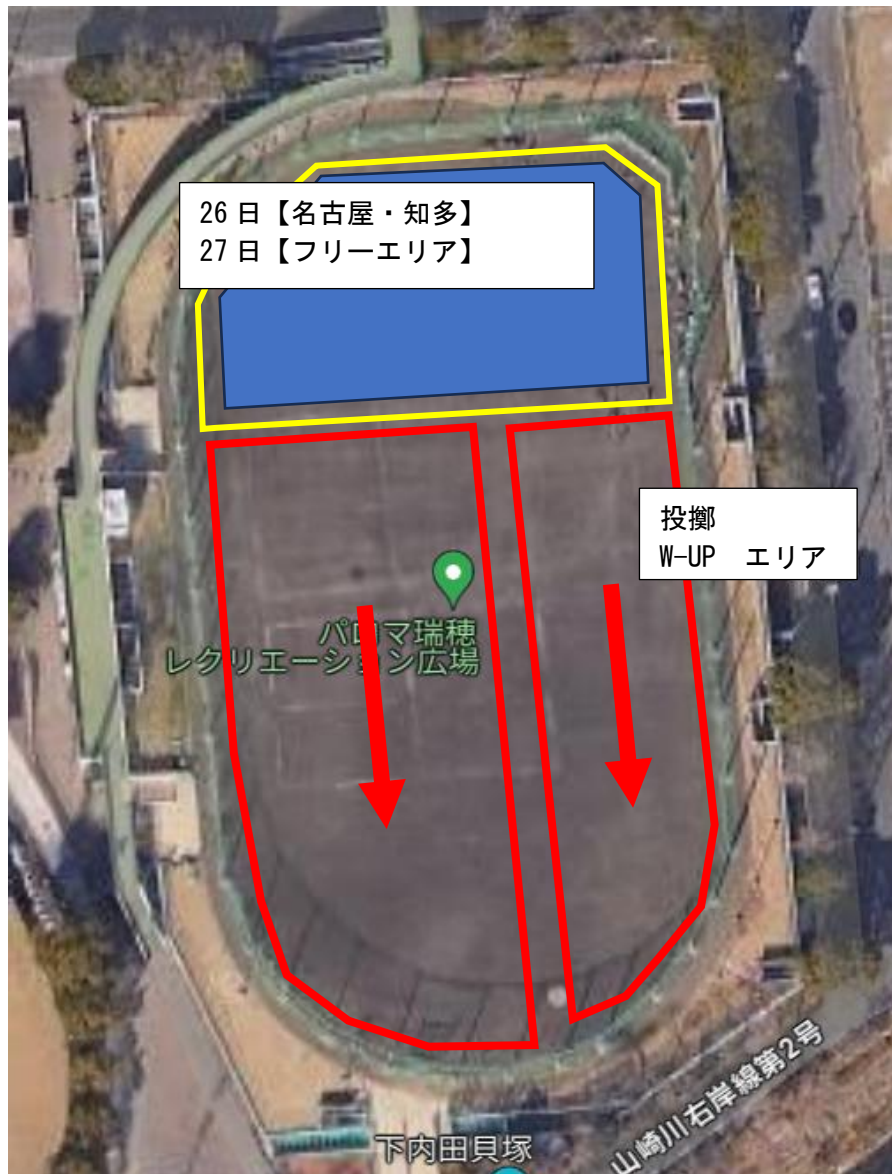 26日【名古屋・知多】
27日【フリーエリア】
投擲
W-UP　エリア
パロマ瑞穂
レクリエーション広場
山崎川右岸線第2号
下内田貝塚